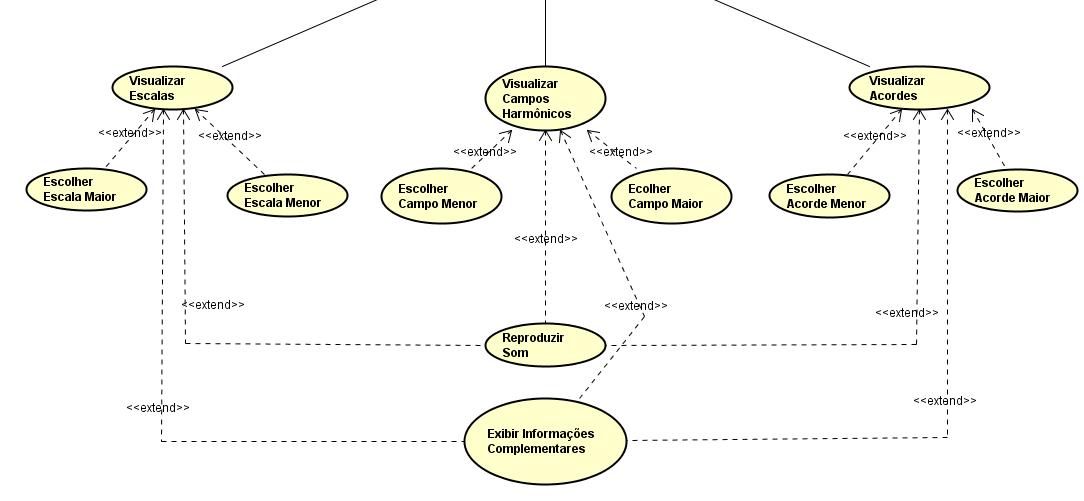 Visualizar
Escalas
Visualizar
Campos
Harmônicos
Visualizar
Acordes
<<extend>>
<<extend>>
<<extend>>
<<extend>>
<<extend>>
<<extend>>
Escolher
Escala Maior
Escolher
Escala Menor
Escolher
Campo Menor
Ecolher
Campo Maior
Escolher
Acorde Menor
Escolher
Acorde Maior
<<extend>>
<<extend>>
<<extend>>
<<extend>>
Reproduzir
Som
<<extend>>
<<extend>>
Exibir Informações
Complementares